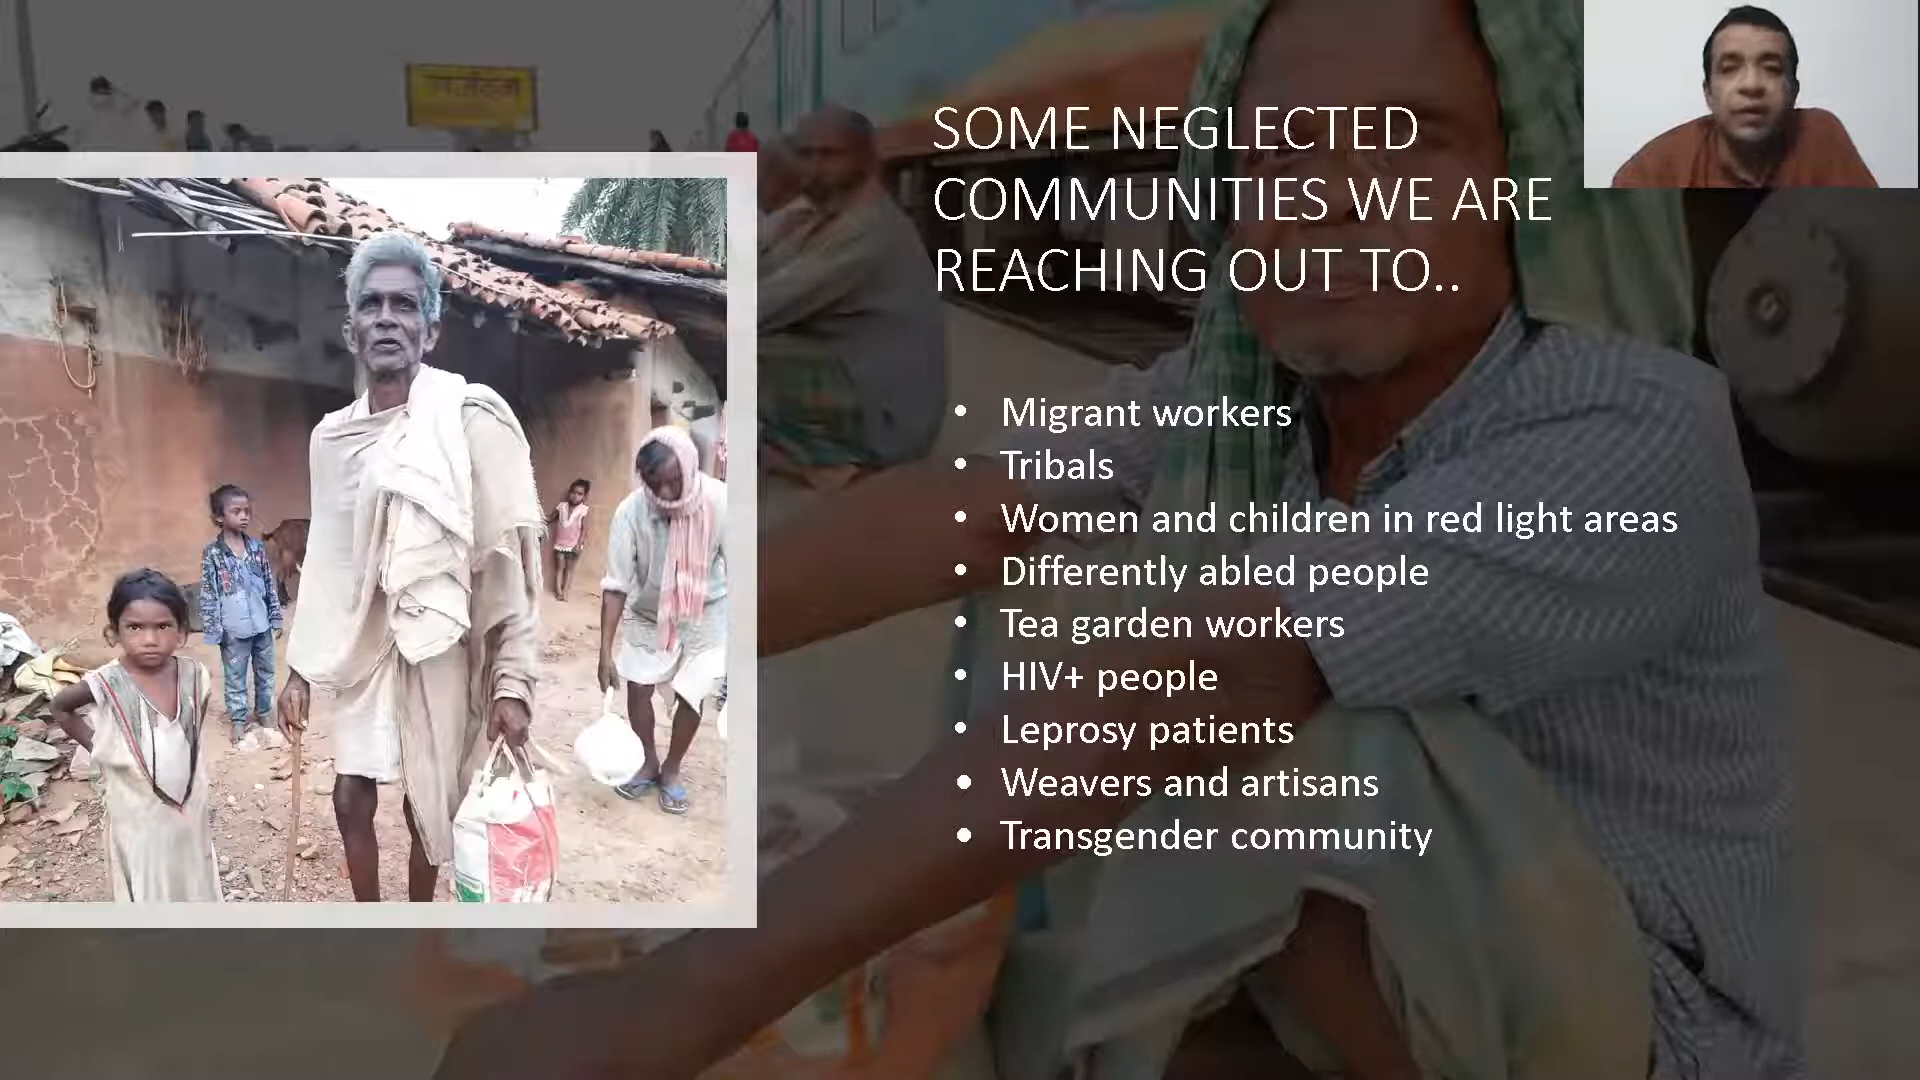 SOME NEGLECTED
COMMUNITIES WE ARE
REACHING OUT TO..
• Migrant workers
• Tribals
• Women and children in red light areas
• Differently abled people
• Tea garden workers
• HIV+ people
• Leprosy patients
• Weavers and artisans
• Transgender community